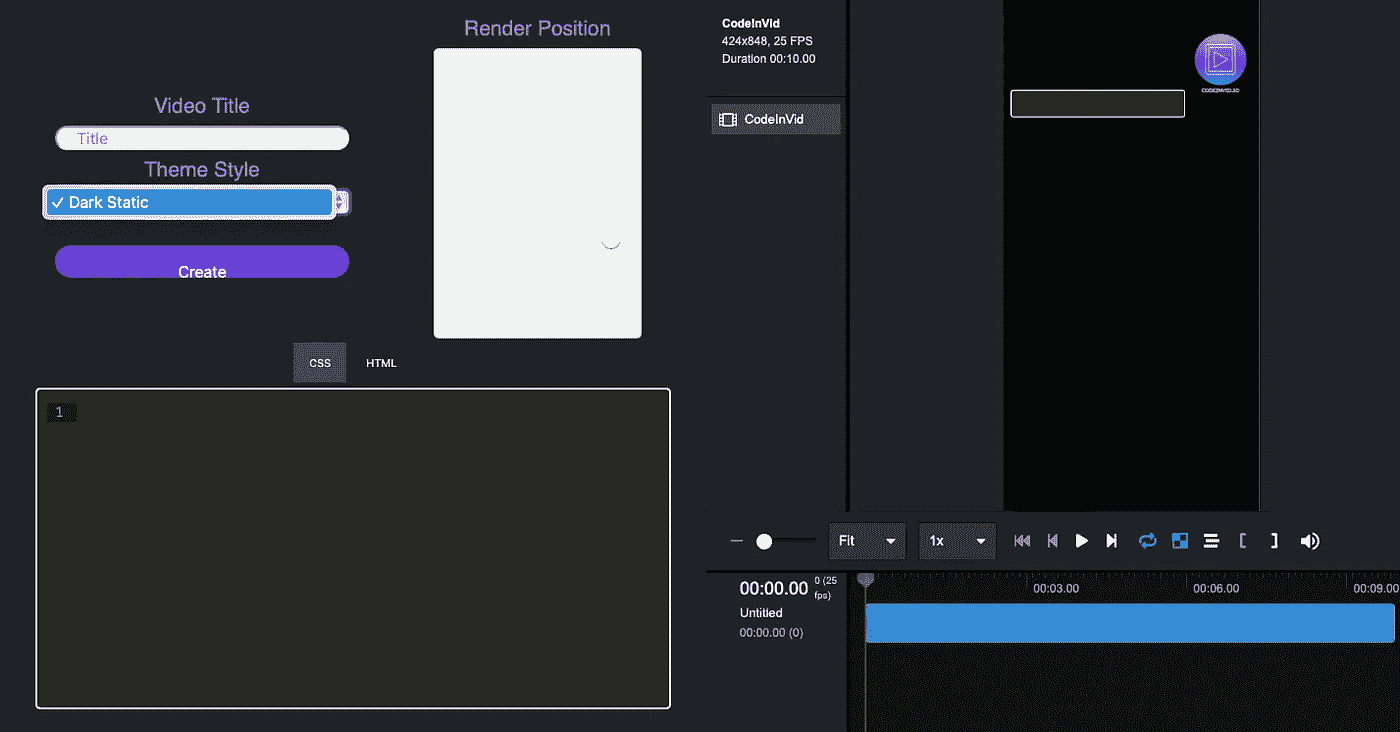 Render Position
Video Title
Title
Theme Style
✓ Dark Static
Create
CSS
HTML
1
CodeInVid
424x848, 25 FPS
Duration 00:10.00
CodeInVid
Fit
1x
00:00.00
0 (25
fps)
Untitled
00:00.00 (0)
00:03.00
00:06.00
00:09.00